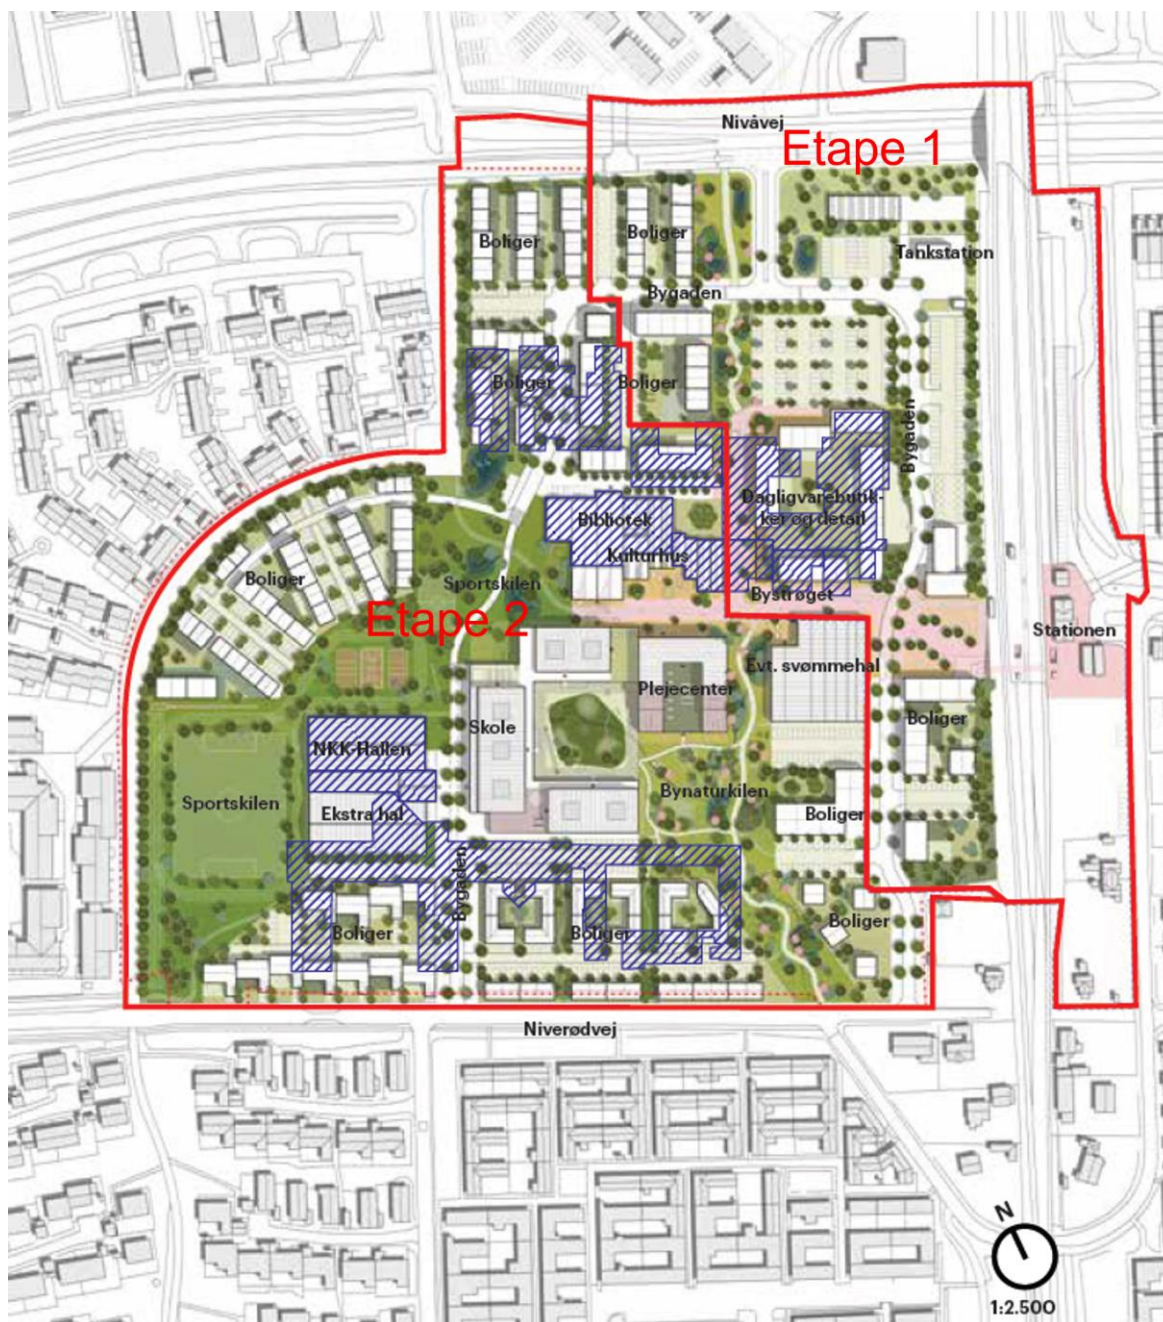 Nivåvej
Etape 1
Boliger
Boliger
Tankstation
Bygaden
Boliger
Boliger
Bygaden
Dagligvarebutik-
ker og detail
Bibliotek
Kulturhus
Boliger
Sportskilen
Bystrøget
Etape 2
Stationen
Evt. svømmehal
Plejecenter
Skole
Boliger
NKK-Hallen
Bynaturkilen
Sportskilen
Ekstra hal
Boliger
Bygaden
Boliger
Boliger
Boliger
Niverødvej
N
1:2.500